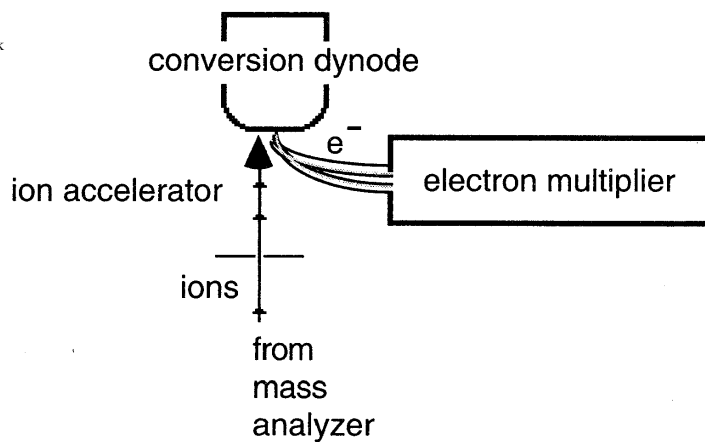 conversion dynode
e⁻
ion accelerator
electron multiplier
ions
from
mass
analyzer